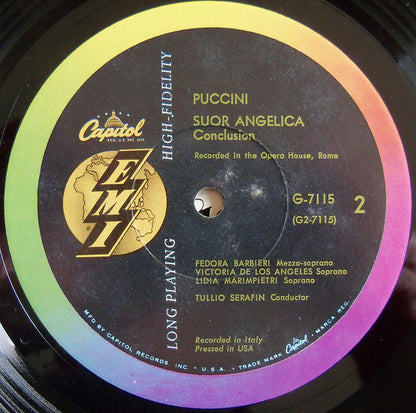 PUCCINI
SUOR ANGELICA
Conclusion
Recorded in the Opera House, Rome
Capitol
REG. U.S. PAT. OFF.
EMI
LONG PLAYING HIGH-FIDELITY
G-7115
(G2-7115)
2
FEDORA BARBIERI Mezzo-soprano
VICTORIA DE LOS ANGELES Soprano
LIDIA MARIMPIETRI Soprano
TULLIO SERAFIN Conductor
Recorded in Italy
Pressed in USA
MFD. BY CAPITOL RECORDS INC. • U.S.A. • TRADE MARK Capitol MARCA REG.